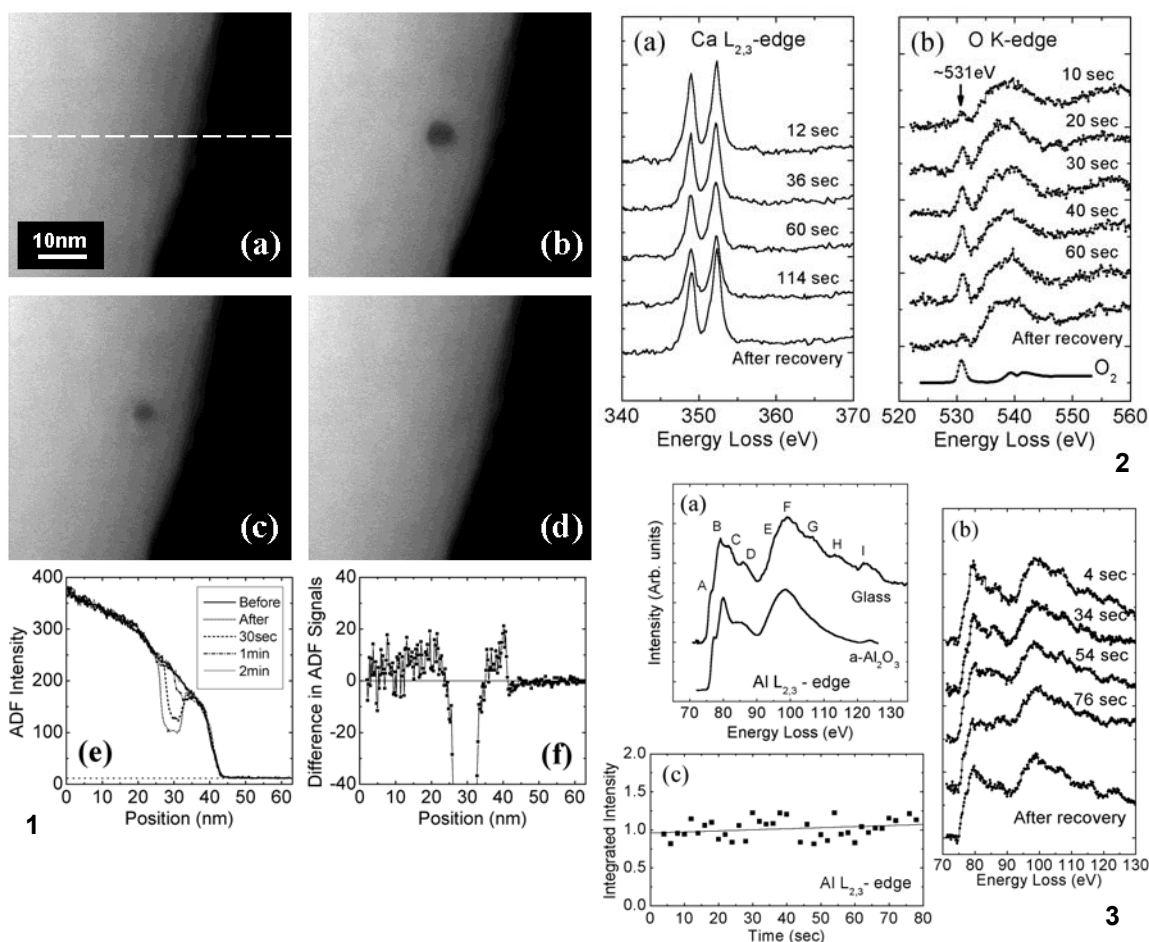 (a)
10nm
(b)
(c)
(d)
400
300
200
100
0
ADF Intensity
Before
After
30sec
1min
2min
(e)
0 10 20 30 40 50 60
Position (nm)
1
40
20
0
-20
-40
Difference in ADF Signals
(f)
0 10 20 30 40 50 60
Position (nm)
(a) Ca L2,3-edge
12 sec
36 sec
60 sec
114 sec
After recovery
340 350 360 370
Energy Loss (eV)
(b) O K-edge
~531eV
10 sec
20 sec
30 sec
40 sec
60 sec
After recovery
O2
520 530 540 550 560
Energy Loss (eV)
2
(a)
Intensity (Arb. units)
A B C D E F G H I
Glass
a-Al2O3
Al L2,3- edge
70 80 90 100 110 120 130
Energy Loss (eV)
(b)
4 sec
34 sec
54 sec
76 sec
After recovery
70 80 90 100 110 120 130
Energy Loss (eV)
(c)
2.0
1.5
1.0
0.5
0.0
Integrated Intensity
Al L2,3- edge
0 10 20 30 40 50 60 70 80
Time (sec)
3